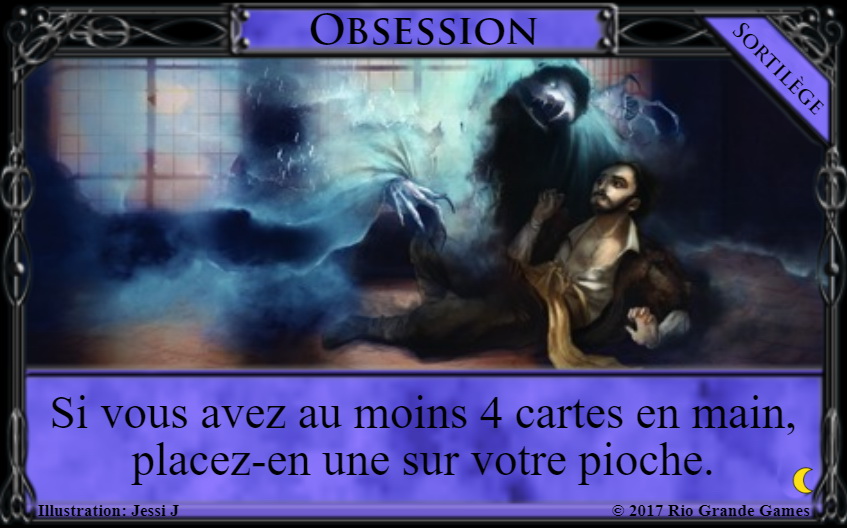 Obsession
Sortilège
Si vous avez au moins 4 cartes en main,
placez-en une sur votre pioche.
Illustration: Jessi J
© 2017 Rio Grande Games